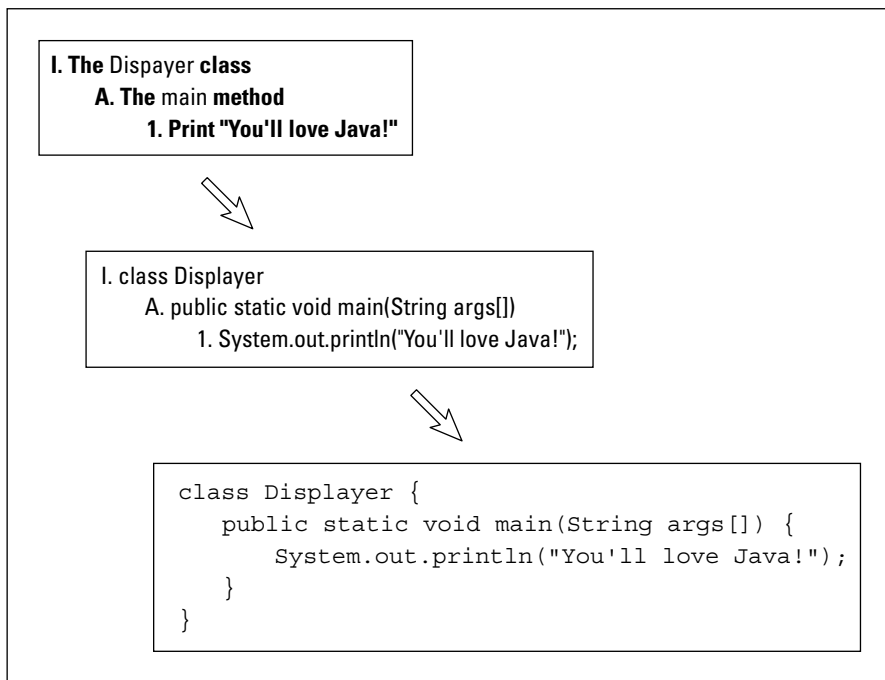 I. The Dispayer class
A. The main method
1. Print "You'll love Java!"
I. class Displayer
A. public static void main(String args[])
1. System.out.println("You'll love Java!");
class Displayer {
public static void main(String args[]) {
System.out.println("You'll love Java!");
}
}